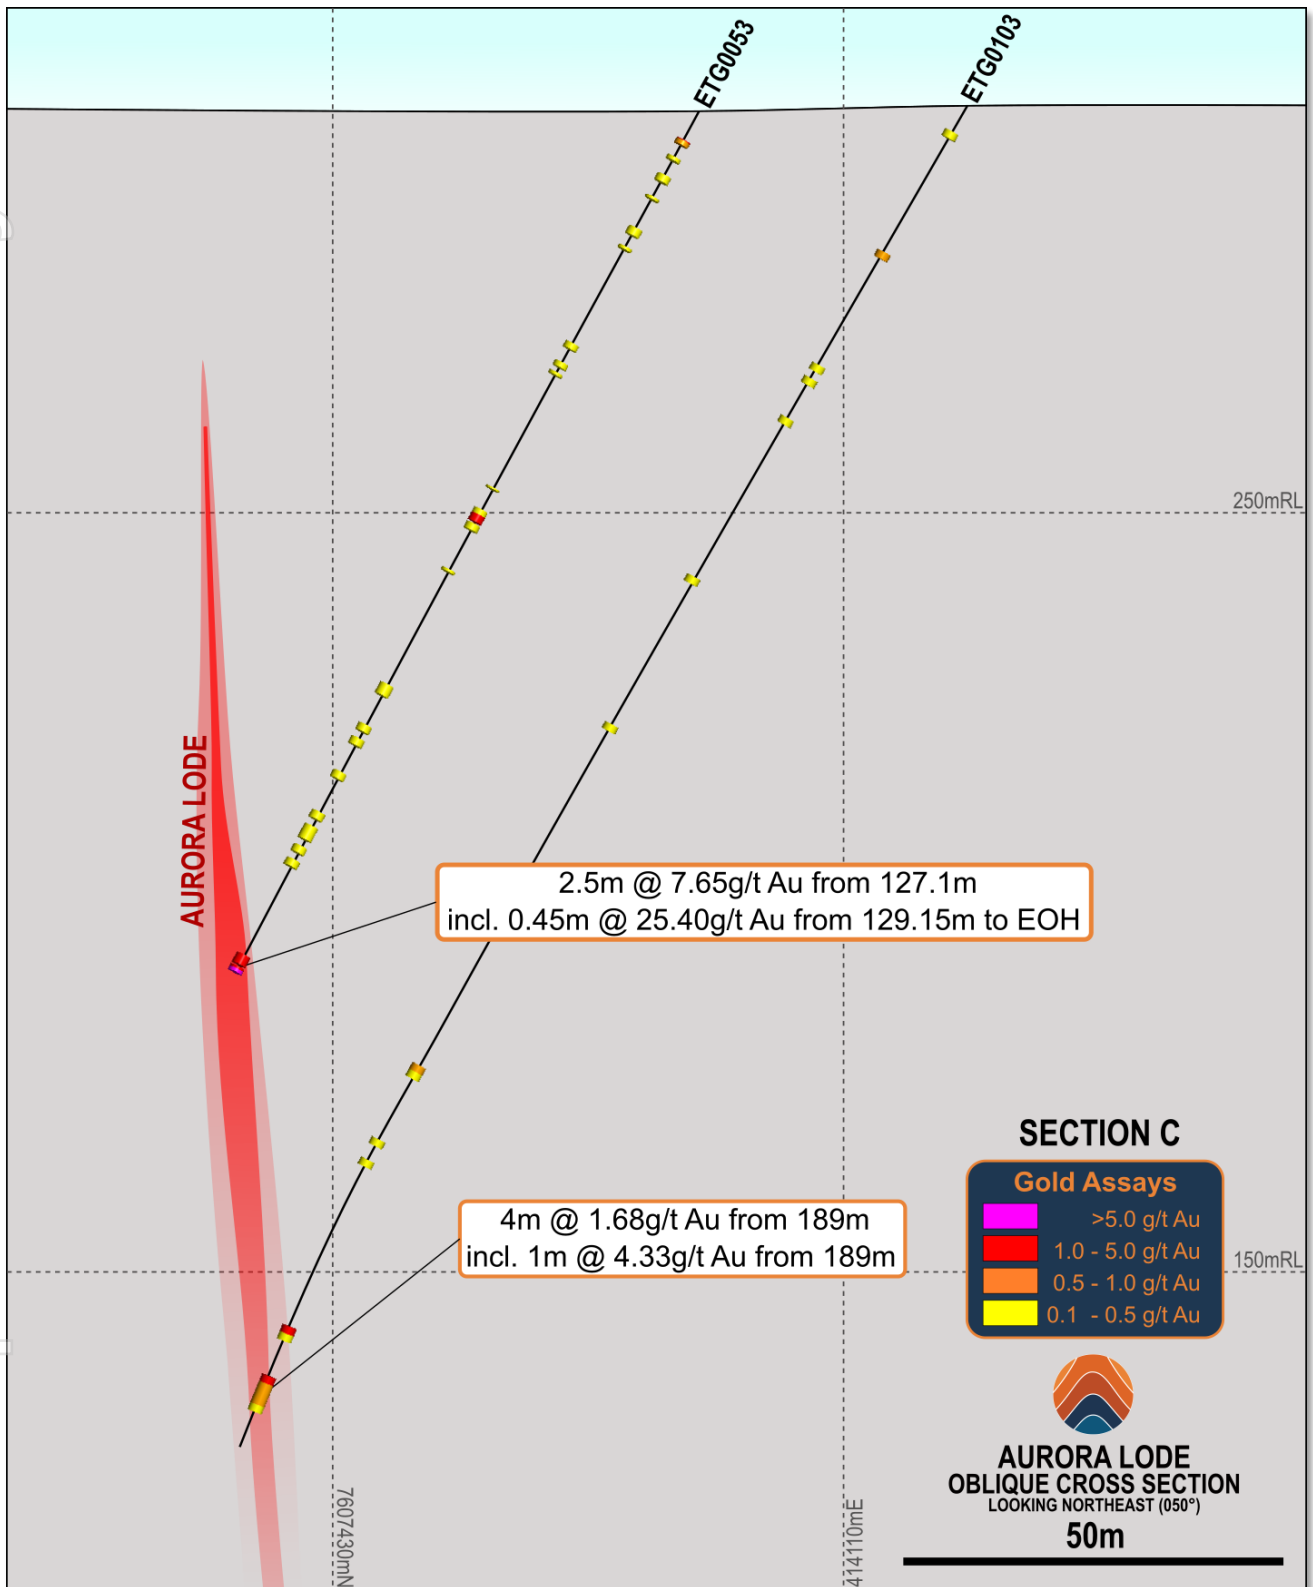 ETG0053
ETG0103
250mRL
AURORA LODE
2.5m @ 7.65g/t Au from 127.1m
incl. 0.45m @ 25.40g/t Au from 129.15m to EOH
4m @ 1.68g/t Au from 189m
incl. 1m @ 4.33g/t Au from 189m
150mRL
SECTION C
Gold Assays
>5.0 g/t Au
1.0 - 5.0 g/t Au
0.5 - 1.0 g/t Au
0.1 - 0.5 g/t Au
AURORA LODE
OBLIQUE CROSS SECTION
LOOKING NORTHEAST (050°)
50m
7607430mN
414110mE